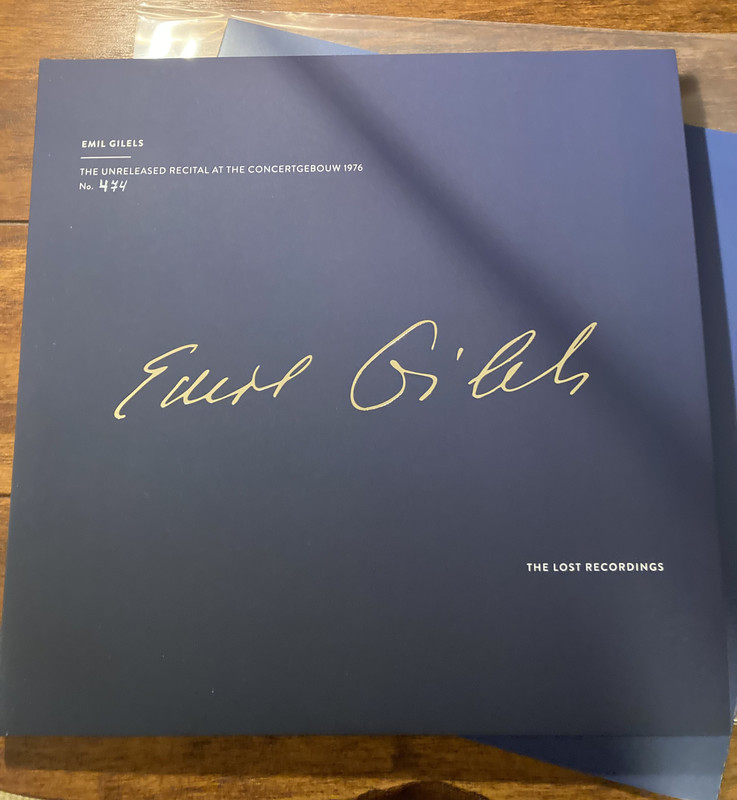 EMIL GILELS
THE UNRELEASED RECITAL AT THE CONCERTGEBOUW 1976
No. 474
Emil Gilels
THE LOST RECORDINGS